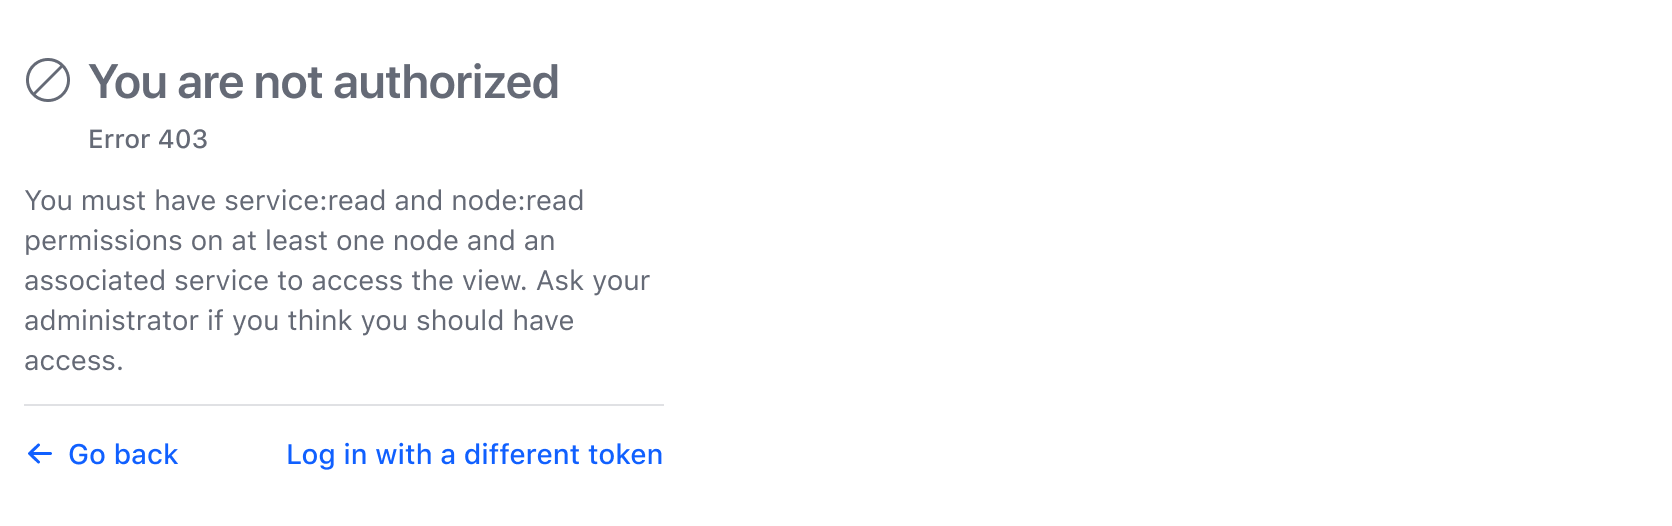 You are not authorized
Error 403
You must have service:read and node:read
permissions on at least one node and an
associated service to access the view. Ask your
administrator if you think you should have
access.
Go back
Log in with a different token